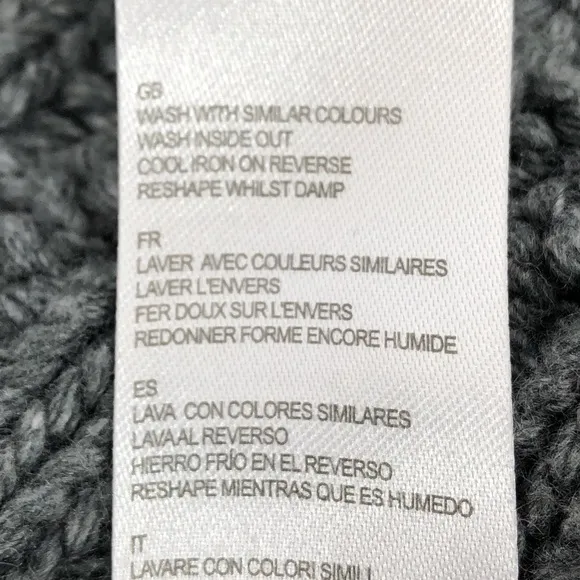 GB
WASH WITH SIMILAR COLOURS
WASH INSIDE OUT
COOL IRON ON REVERSE
RESHAPE WHILST DAMP
FR
LAVER AVEC COULEURS SIMILAIRES
LAVER L'ENVERS
FER DOUX SUR L'ENVERS
REDONNER FORME ENCORE HUMIDE
ES
LAVA CON COLORES SIMILARES
LAVA AL REVERSO
HIERRO FRÍO EN EL REVERSO
RESHAPE MIENTRAS QUE ES HUMEDO
IT
LAVARE CON COLORI SIMILI